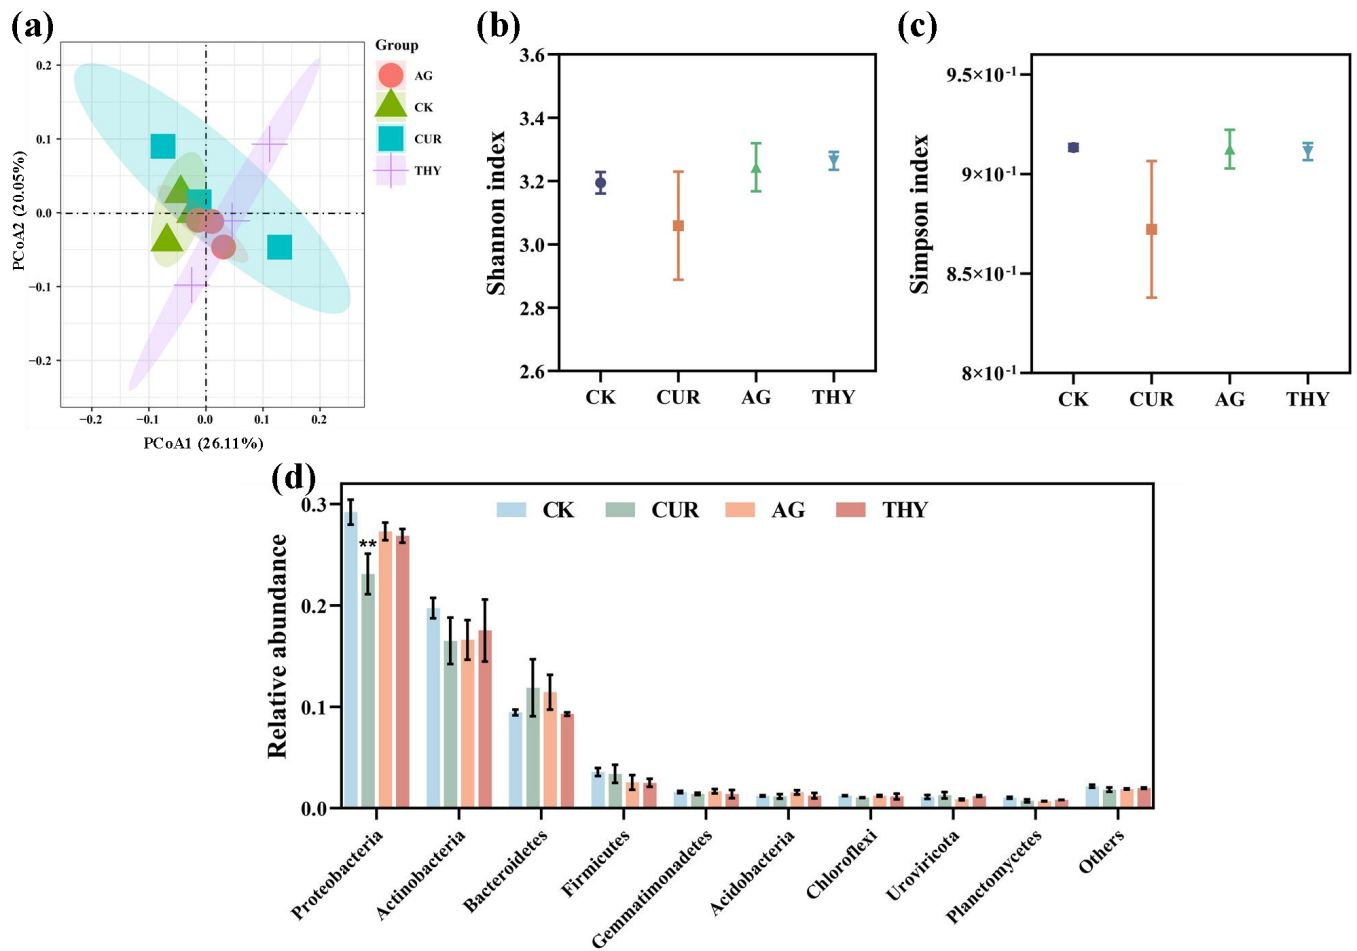 (a)
PCoA2 (20.05%)
0.2
0.1
0.0
−0.1
−0.2
−0.2
−0.1
0.0
0.1
0.2
PCoA1 (26.11%)
Group
AG
CK
CUR
THY
(b)
Shannon index
3.6
3.4
3.2
3.0
2.8
2.6
CK
CUR
AG
THY
(c)
Simpson index
9.5×10⁻¹
9×10⁻¹
8.5×10⁻¹
8×10⁻¹
CK
CUR
AG
THY
(d)
Relative abundance
0.3
0.2
0.1
0.0
CK
CUR
AG
THY
**
Proteobacteria
Actinobacteria
Bacteroidetes
Firmicutes
Gemmatimonadetes
Acidobacteria
Chloroflexi
Uroviricota
Planctomycetes
Others